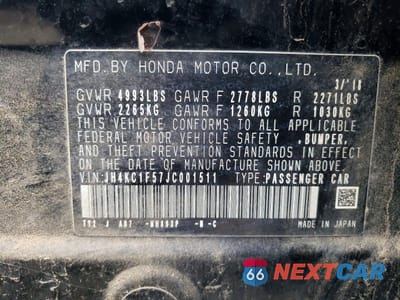 MFD.BY HONDA MOTOR CO.,LTD.
3/18
GVWR 4993LBS GAWR F 2778LBS R 2271LBS
GVWR 2265KG GAWR F 1260KG R 1030KG
THIS VEHICLE CONFORMS TO ALL APPLICABLE
FEDERAL MOTOR VEHICLE SAFETY ,BUMPER,
AND THEFT PREVENTION STANDARDS IN EFFECT ON
THE DATE OF MANUFACTURE SHOWN ABOVE.
V.I.N:JH4KC1F57JC001511 TYPE:PASSENGER CAR
MADE IN JAPAN
66 NEXTCAR